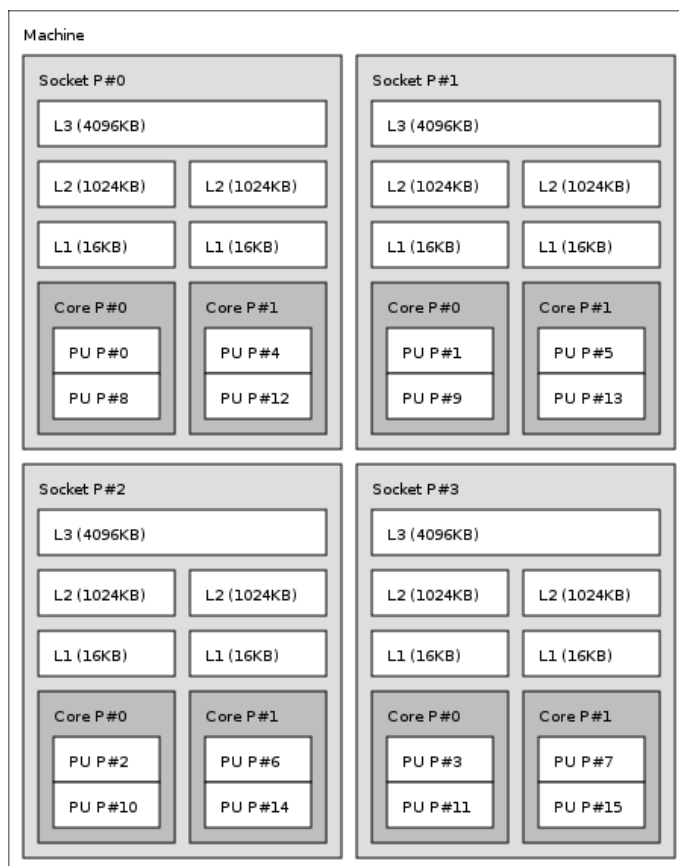 Machine
Socket P#0
L3 (4096KB)
L2 (1024KB)
L2 (1024KB)
L1 (16KB)
L1 (16KB)
Core P#0
PU P#0
PU P#8
Core P#1
PU P#4
PU P#12
Socket P#1
L3 (4096KB)
L2 (1024KB)
L2 (1024KB)
L1 (16KB)
L1 (16KB)
Core P#0
PU P#1
PU P#9
Core P#1
PU P#5
PU P#13
Socket P#2
L3 (4096KB)
L2 (1024KB)
L2 (1024KB)
L1 (16KB)
L1 (16KB)
Core P#0
PU P#2
PU P#10
Core P#1
PU P#6
PU P#14
Socket P#3
L3 (4096KB)
L2 (1024KB)
L2 (1024KB)
L1 (16KB)
L1 (16KB)
Core P#0
PU P#3
PU P#11
Core P#1
PU P#7
PU P#15